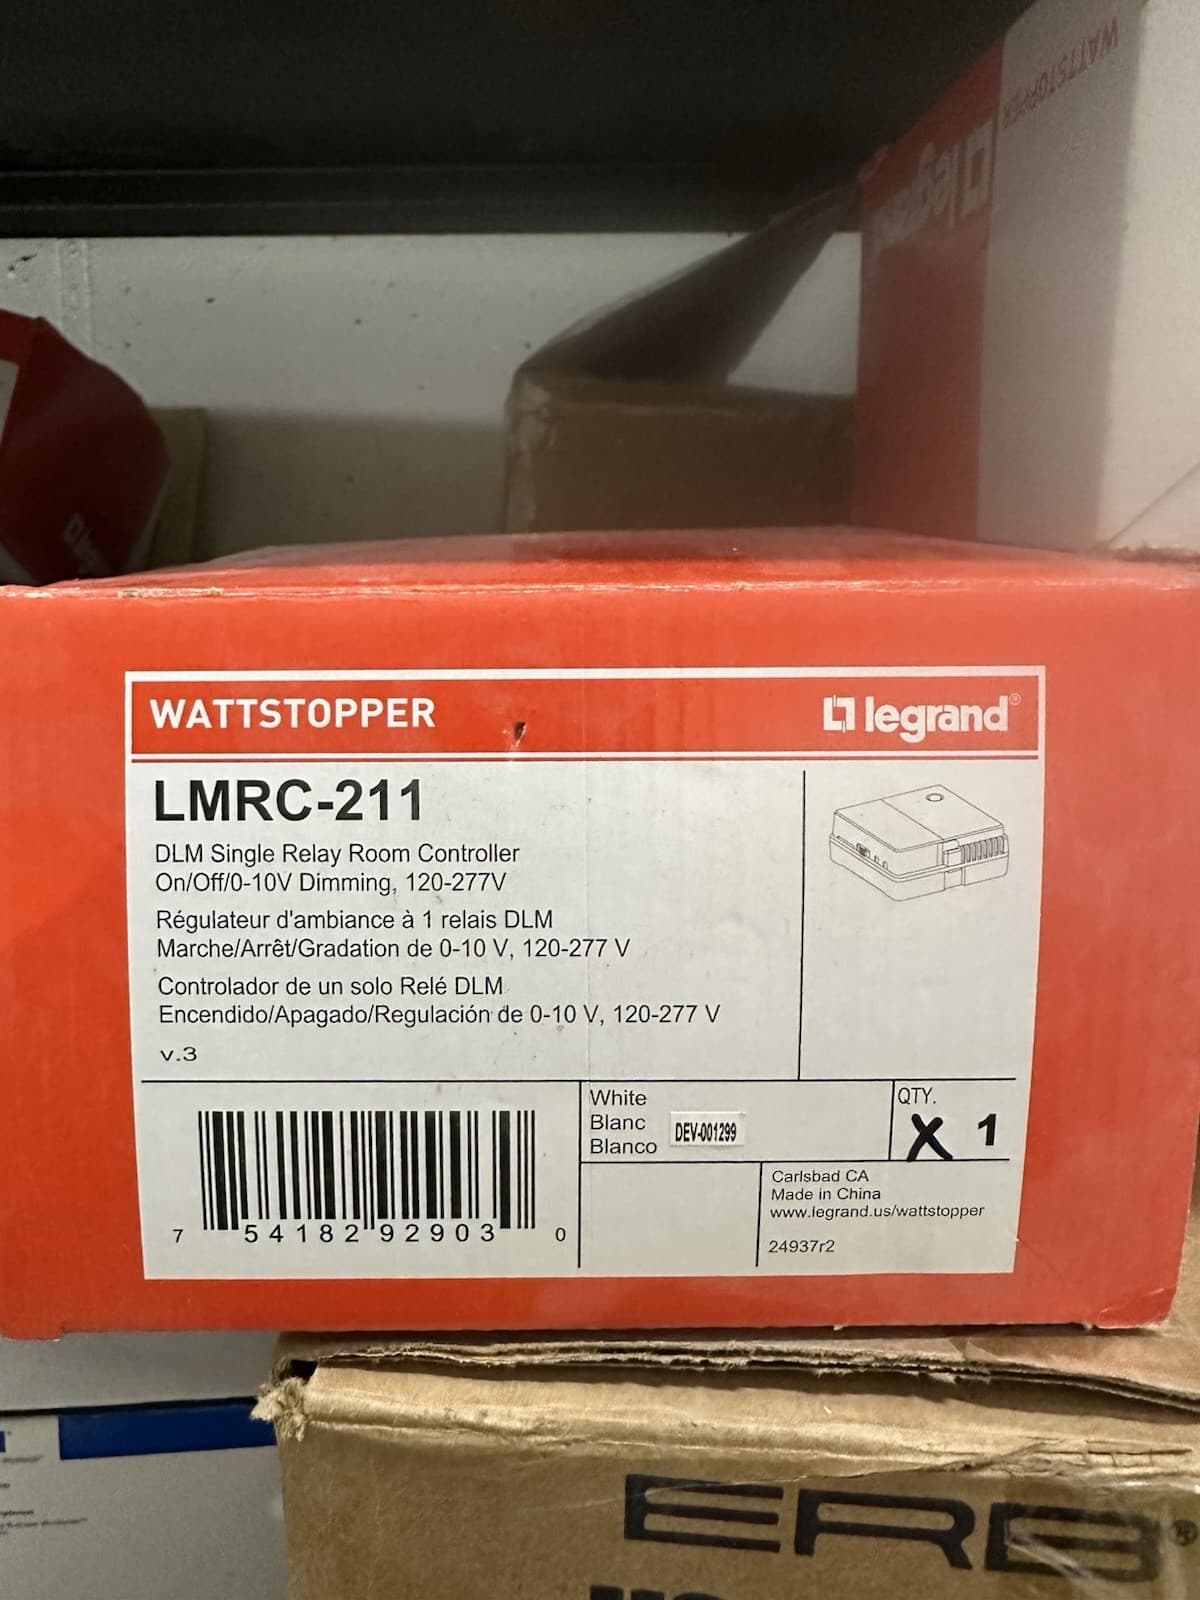 WATTSTOPPER
legrand
WATTSTOPPER
legrand®
LMRC-211
DLM Single Relay Room Controller
On/Off/0-10V Dimming, 120-277V
Régulateur d'ambiance à 1 relais DLM
Marche/Arrêt/Gradation de 0-10 V, 120-277 V
Controlador de un solo Relé DLM
Encendido/Apagado/Regulación de 0-10 V, 120-277 V
v.3
7 54182 92903 0
White
Blanc
Blanco
DEV-001299
QTY.
X 1
Carlsbad CA
Made in China
www.legrand.us/wattstopper
24937r2
ERB®